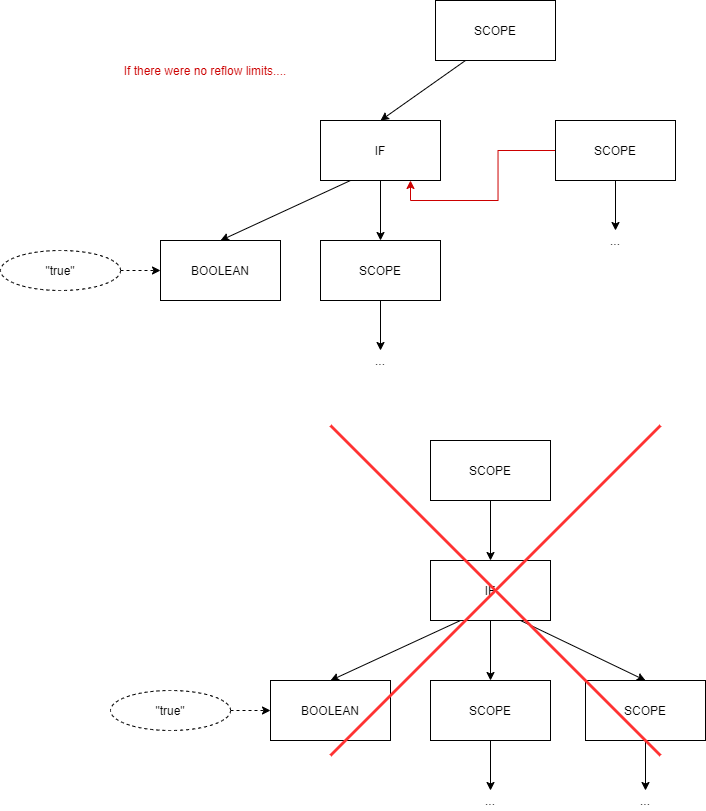 SCOPE
If there were no reflow limits....
IF
SCOPE
...
"true"
BOOLEAN
SCOPE
...
SCOPE
IF
"true"
BOOLEAN
SCOPE
SCOPE
...
...